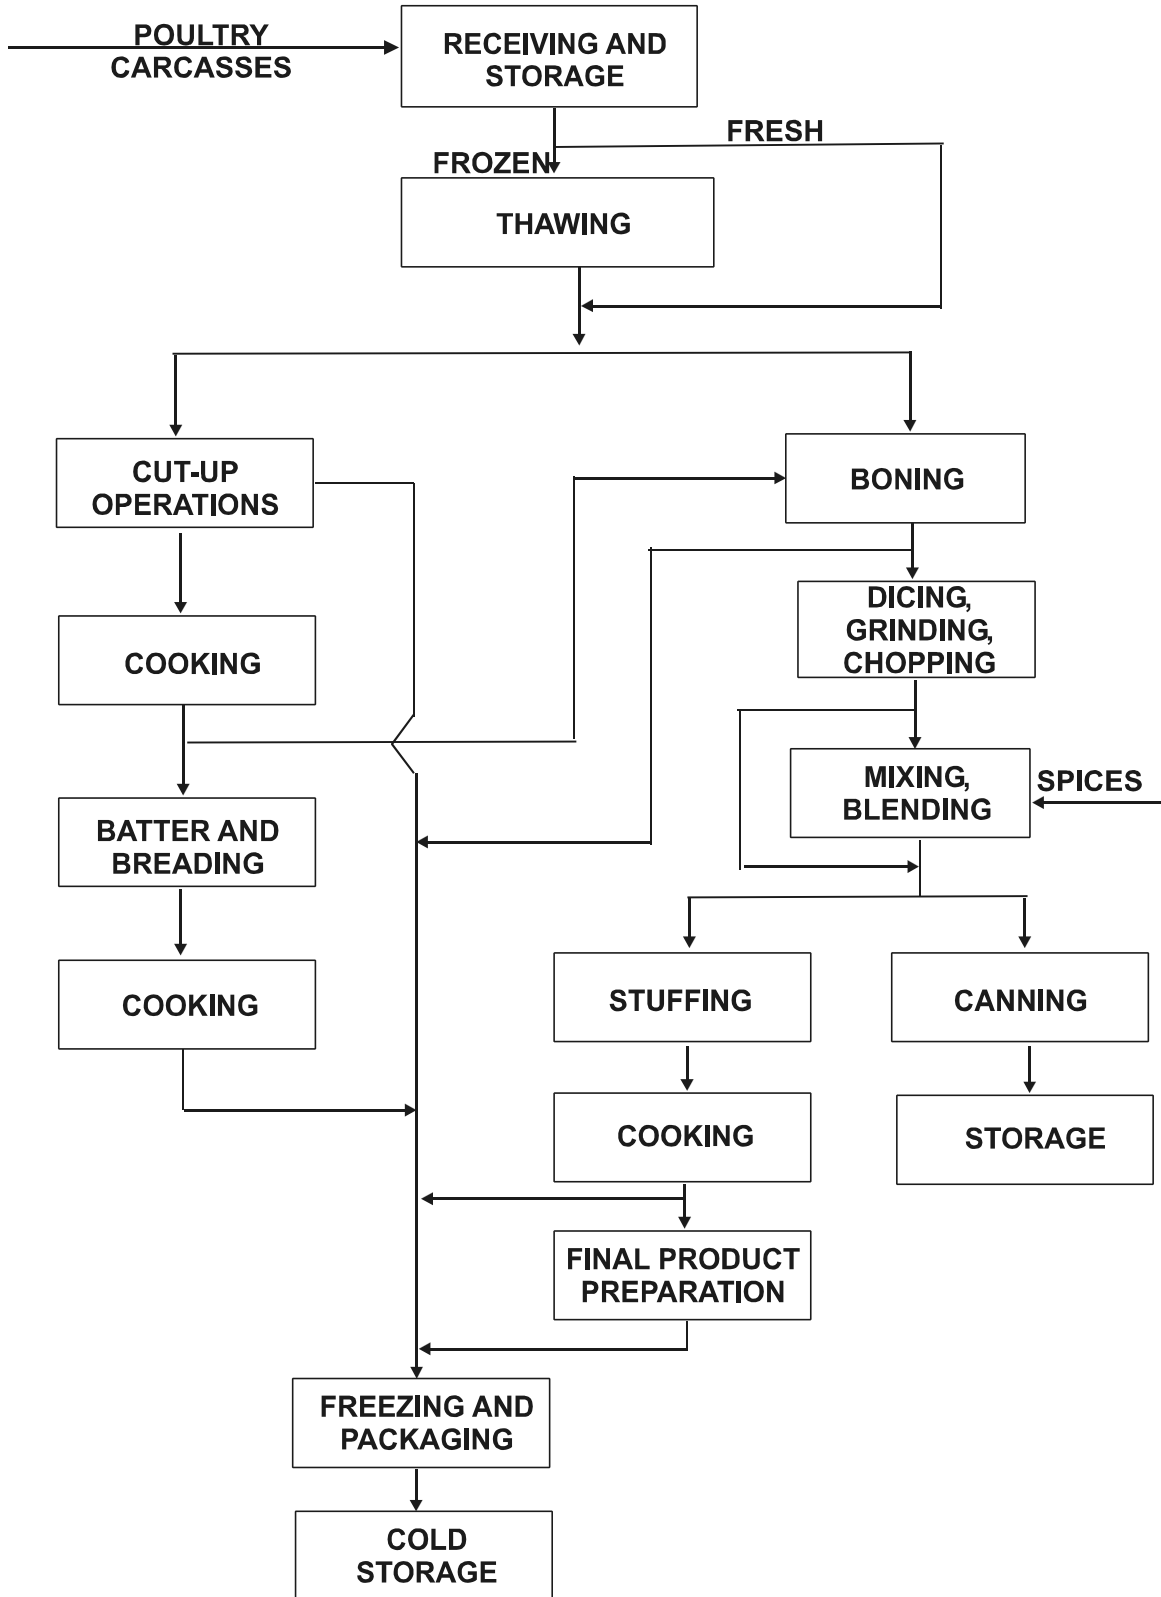 POULTRY
CARCASSES
RECEIVING AND
STORAGE
FRESH
FROZEN
THAWING
CUT-UP
OPERATIONS
BONING
DICING,
GRINDING,
CHOPPING
COOKING
MIXING,
BLENDING
SPICES
BATTER AND
BREADING
COOKING
STUFFING
CANNING
COOKING
STORAGE
FINAL PRODUCT
PREPARATION
FREEZING AND
PACKAGING
COLD
STORAGE